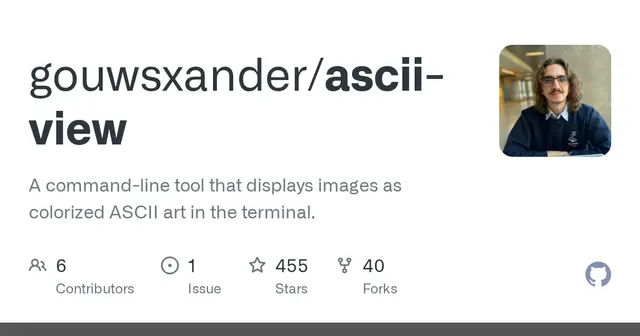 gouwsxander/ascii-
view
A command-line tool that displays images as
colorized ASCII art in the terminal.
6
Contributors
1
Issue
455
Stars
40
Forks